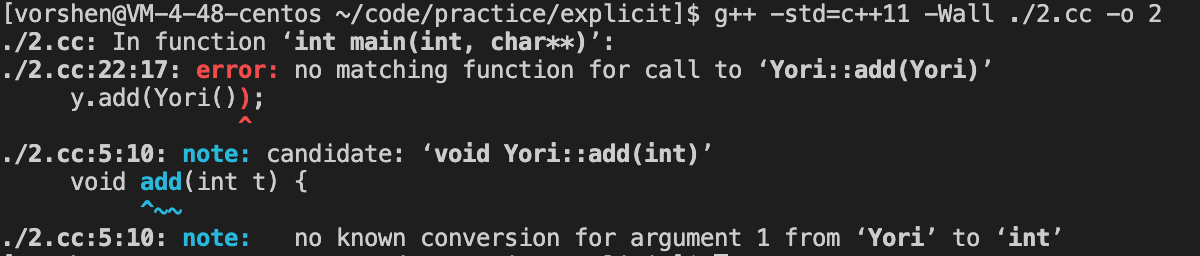 [vorshen@VM-4-48-centos ~/code/practice/explicit]$ g++ -std=c++11 -Wall ./2.cc -o 2
./2.cc: In function ‘int main(int, char**)’:
./2.cc:22:17: error: no matching function for call to ‘Yori::add(Yori)’
     y.add(Yori());
                 ^
./2.cc:5:10: note: candidate: ‘void Yori::add(int)’
     void add(int t) {
          ^~~
./2.cc:5:10: note:   no known conversion for argument 1 from ‘Yori’ to ‘int’